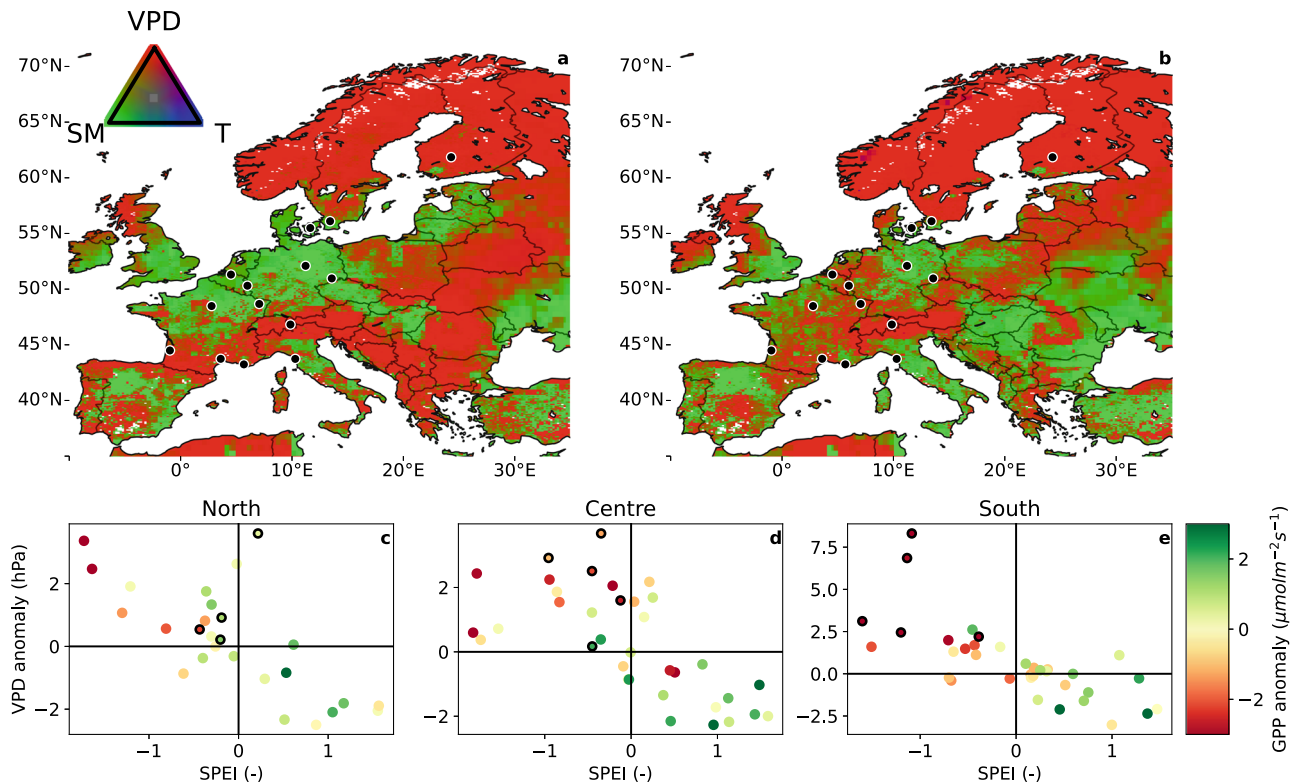 VPD
SM T
a
70°N
65°N
60°N
55°N
50°N
45°N
40°N
0° 10°E 20°E 30°E
b
70°N
65°N
60°N
55°N
50°N
45°N
40°N
0° 10°E 20°E 30°E
North
c
VPD anomaly (hPa)
2
0
−2
−1 0 1
SPEI (-)
Centre
d
2
0
−2
−1 0 1
SPEI (-)
South
e
7.5
5.0
2.5
0.0
−2.5
−1 0 1
SPEI (-)
2
0
−2
GPP anomaly (μmolm⁻²s⁻¹)